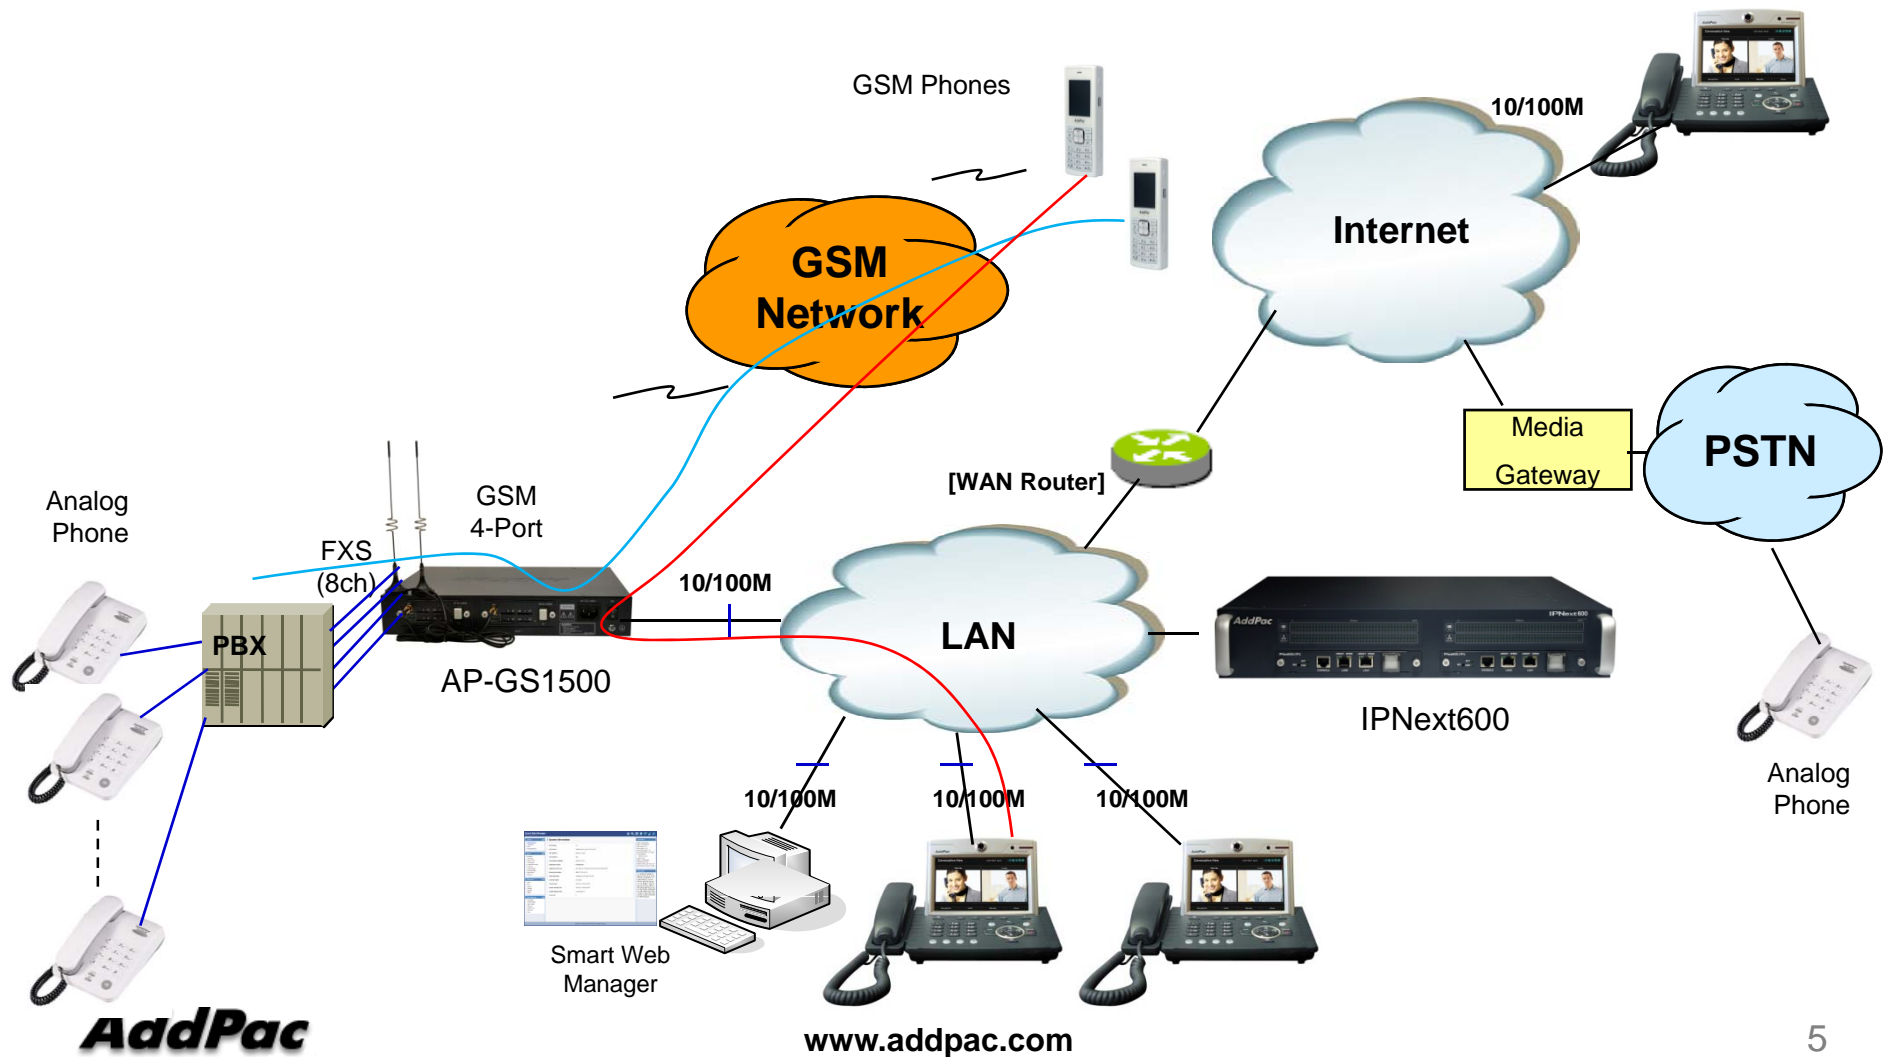 GSM Phones
10/100M
Internet
GSM
Network
Media
Gateway
PSTN
[WAN Router]
Analog
Phone
GSM
4-Port
FXS
(8ch)
10/100M
PBX
LAN
AddPac
IPNext600
AP-GS1500
IPNext600
Analog
Phone
10/100M
10/100M
10/100M
Smart Web
Manager
AddPac
www.addpac.com
5